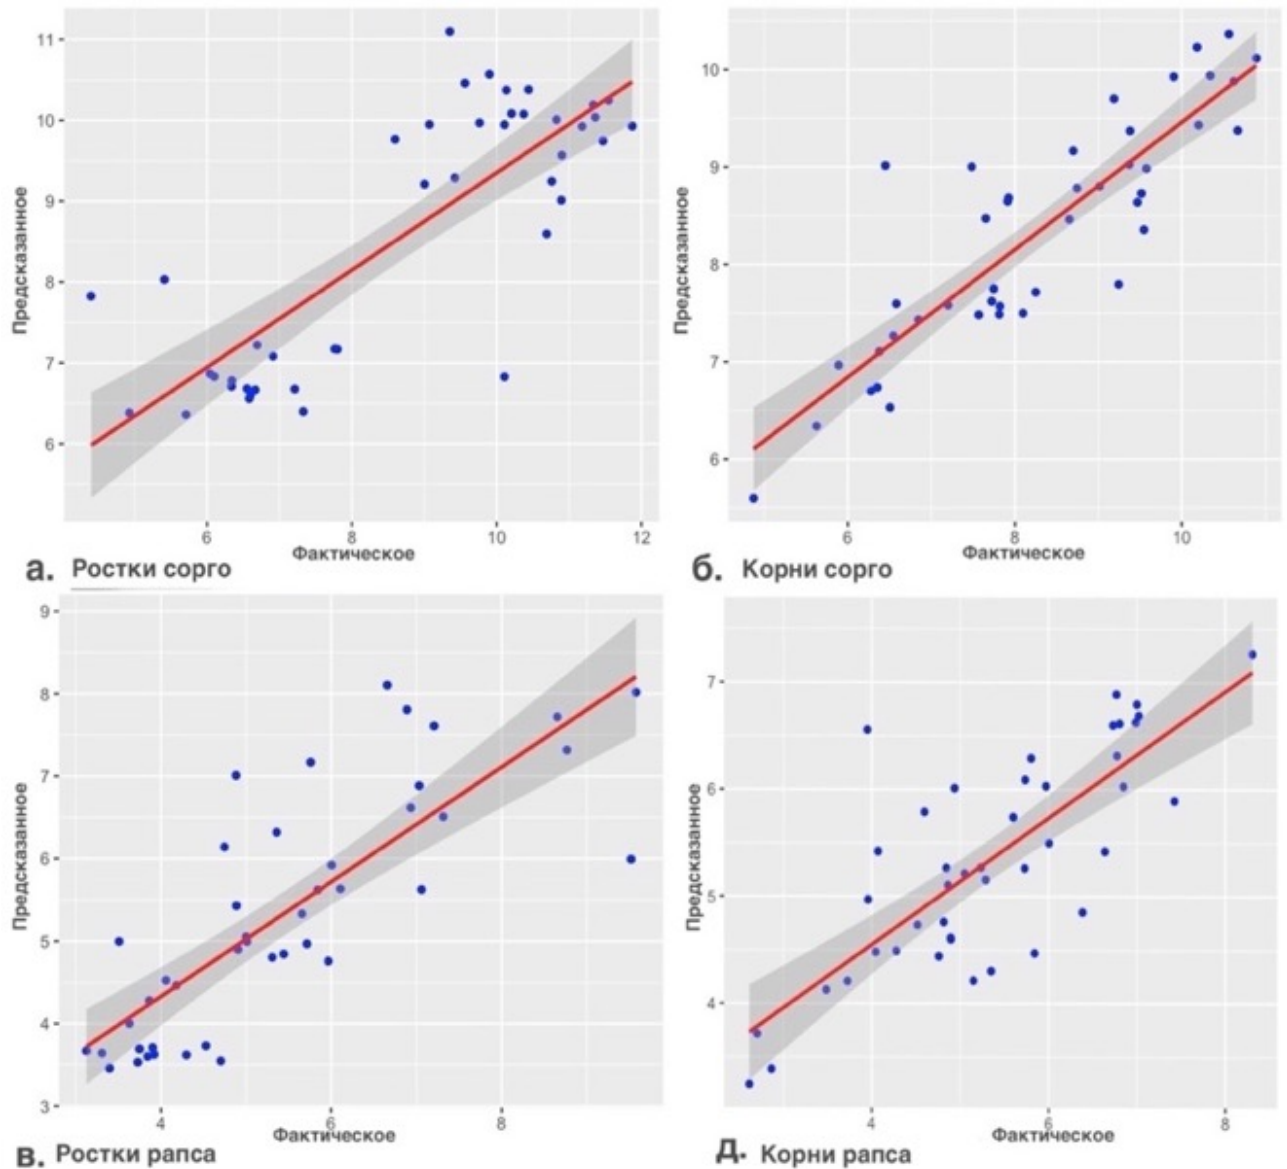 11
10
9
8
7
6
Предсказанное
6
8
10
12
Фактическое
а. Ростки сорго
10
9
8
7
6
Предсказанное
6
8
10
Фактическое
б. Корни сорго
9
8
7
6
5
4
3
Предсказанное
4
6
8
Фактическое
в. Ростки рапса
7
6
5
4
Предсказанное
4
6
8
Фактическое
д. Корни рапса